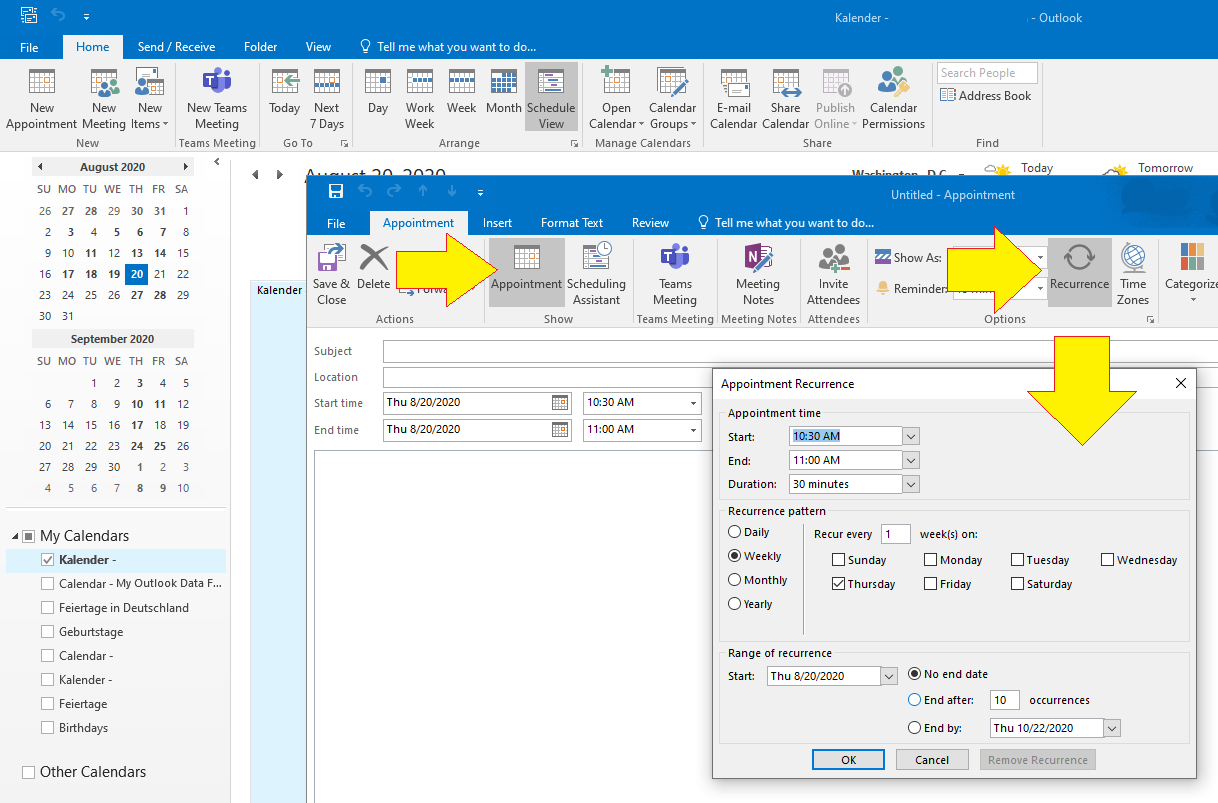 Kalender -
- Outlook
File Home Send / Receive Folder View Tell me what you want to do...
New Appointment
New Meeting
New Items
New
New Teams Meeting
Teams Meeting
Today
Next 7 Days
Go To
Day
Work Week
Week
Month
Schedule View
Arrange
Open Calendar
Calendar Groups
Manage Calendars
E-mail Calendar
Share Calendar
Publish Online
Calendar Permissions
Share
Search People
Address Book
Find
August 2020
SU MO TU WE TH FR SA
26 27 28 29 30 31 1
2 3 4 5 6 7 8
9 10 11 12 13 14 15
16 17 18 19 20 21 22
23 24 25 26 27 28 29
30 31
September 2020
SU MO TU WE TH FR SA
1 2 3 4 5
6 7 8 9 10 11 12
13 14 15 16 17 18 19
20 21 22 23 24 25 26
27 28 29 30 1 2 3
4 5 6 7 8 9 10
My Calendars
Kalender -
Calendar - My Outlook Data F...
Feiertage in Deutschland
Geburtstage
Calendar -
Kalender -
Feiertage
Birthdays
Other Calendars
August 20, 2020
Washington, D.C.
Today
Tomorrow
Kalender
Untitled - Appointment
File Appointment Insert Format Text Review Tell me what you want to do...
Save & Close
Delete
Actions
Appointment
Scheduling Assistant
Show
Teams Meeting
Teams Meeting
Meeting Notes
Meeting Notes
Invite Attendees
Attendees
Show As:
Reminder:
Recurrence
Time Zones
Options
Categorize
Subject
Location
Start time Thu 8/20/2020 10:30 AM
End time Thu 8/20/2020 11:00 AM
Appointment Recurrence
Appointment time
Start: 10:30 AM
End: 11:00 AM
Duration: 30 minutes
Recurrence pattern
Daily
Weekly
Monthly
Yearly
Recur every 1 week(s) on:
Sunday Monday Tuesday Wednesday
Thursday Friday Saturday
Range of recurrence
Start: Thu 8/20/2020
No end date
End after: 10 occurrences
End by: Thu 10/22/2020
OK Cancel Remove Recurrence